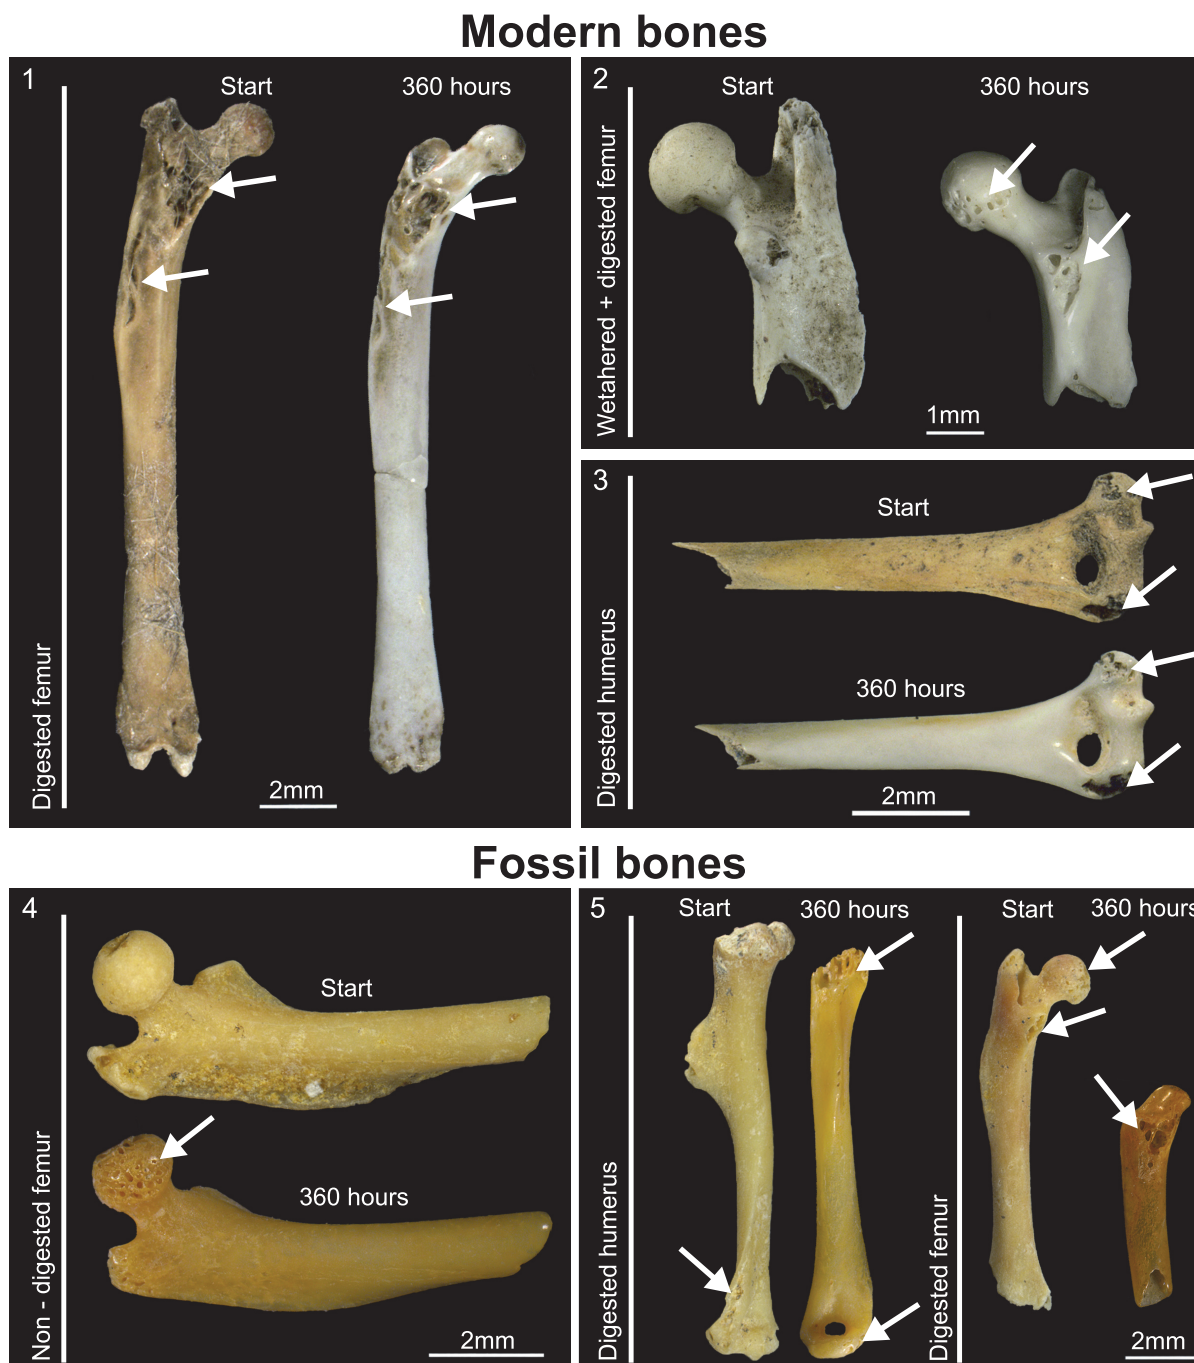 Modern bones
1
Start
360 hours
Digested femur
2mm
2
Start
360 hours
Wetahered + digested femur
1mm
3
Start
360 hours
Digested humerus
2mm
Fossil bones
4
Start
360 hours
Non - digested femur
2mm
5
Start
360 hours
Digested humerus
Start
360 hours
Digested femur
2mm